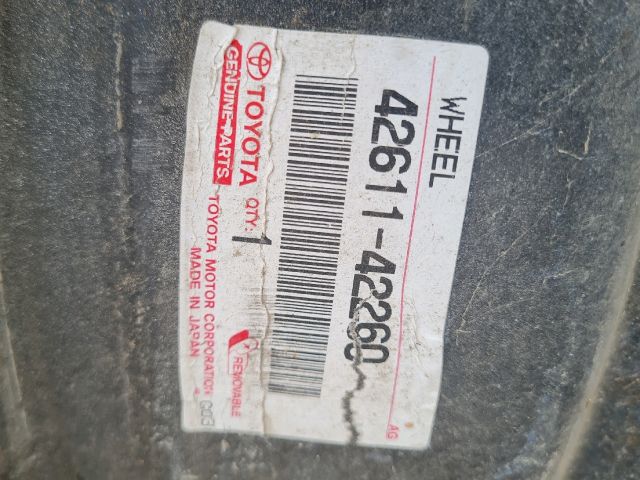 WHEEL
42611-42260
AG
TOYOTA QTY: 1
GENUINE PARTS
REMOVABLE
TOYOTA MOTOR CORPORATION
MADE IN JAPAN